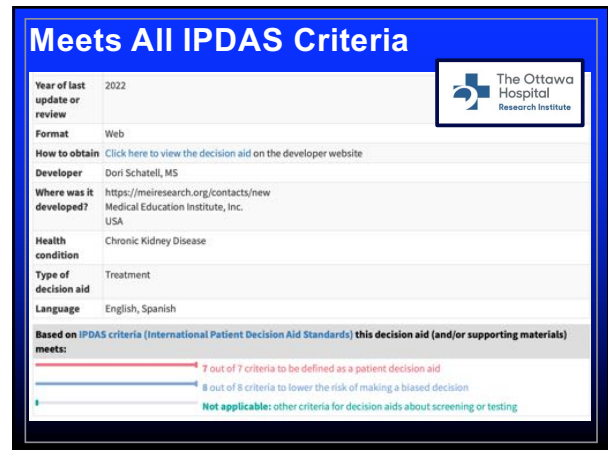 Meets All IPDAS Criteria
The Ottawa
Hospital
Research Institute
Year of last
update or
review
2022
Format Web
How to obtain Click here to view the decision aid on the developer website
Developer Dori Schatell, MS
Where was it
developed?
https://meiresearch.org/contacts/new
Medical Education Institute, Inc.
USA
Health
condition
Chronic Kidney Disease
Type of
decision aid
Treatment
Language English, Spanish
Based on IPDAS criteria (International Patient Decision Aid Standards) this decision aid (and/or supporting materials)
meets:
7 out of 7 criteria to be defined as a patient decision aid
8 out of 8 criteria to lower the risk of making a biased decision
Not applicable: other criteria for decision aids about screening or testing